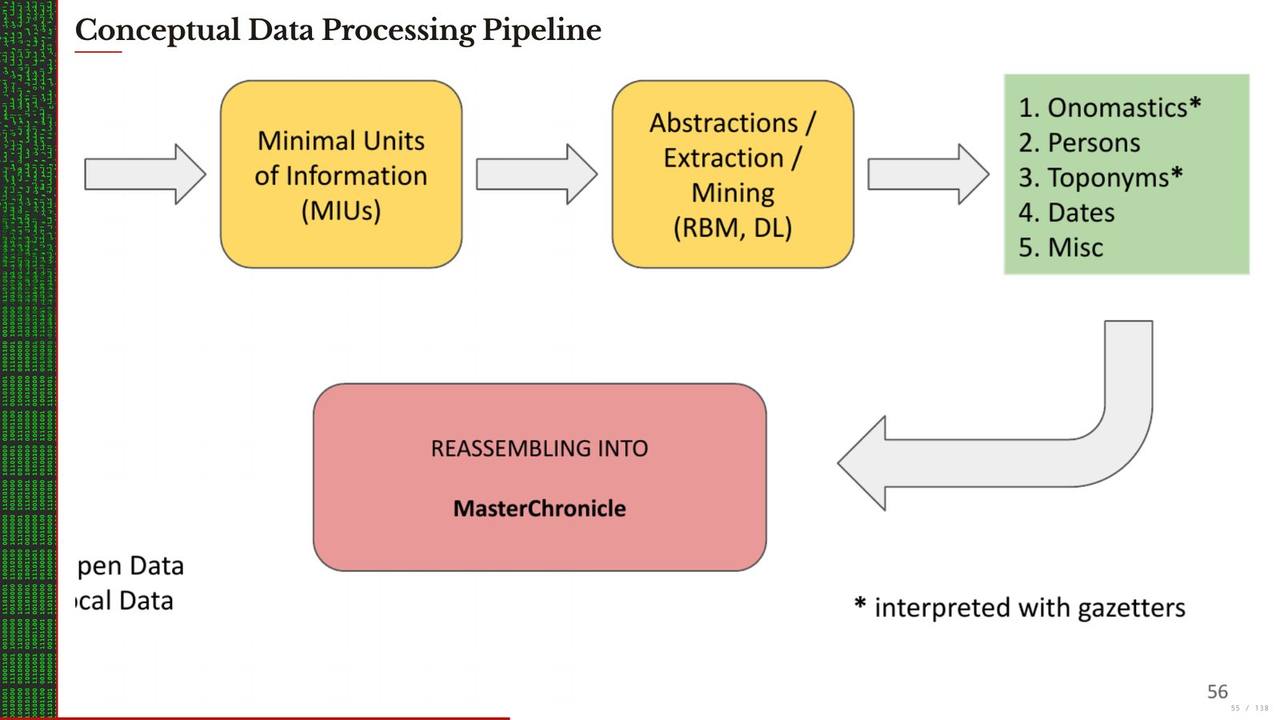 Conceptual Data Processing Pipeline
Minimal Units
of Information
(MIUs)
Abstractions /
Extraction /
Mining
(RBM, DL)
1. Onomastics*
2. Persons
3. Toponyms*
4. Dates
5. Misc
REASSEMBLING INTO
MasterChronicle
pen Data
ocal Data
* interpreted with gazetters
56
55 / 138